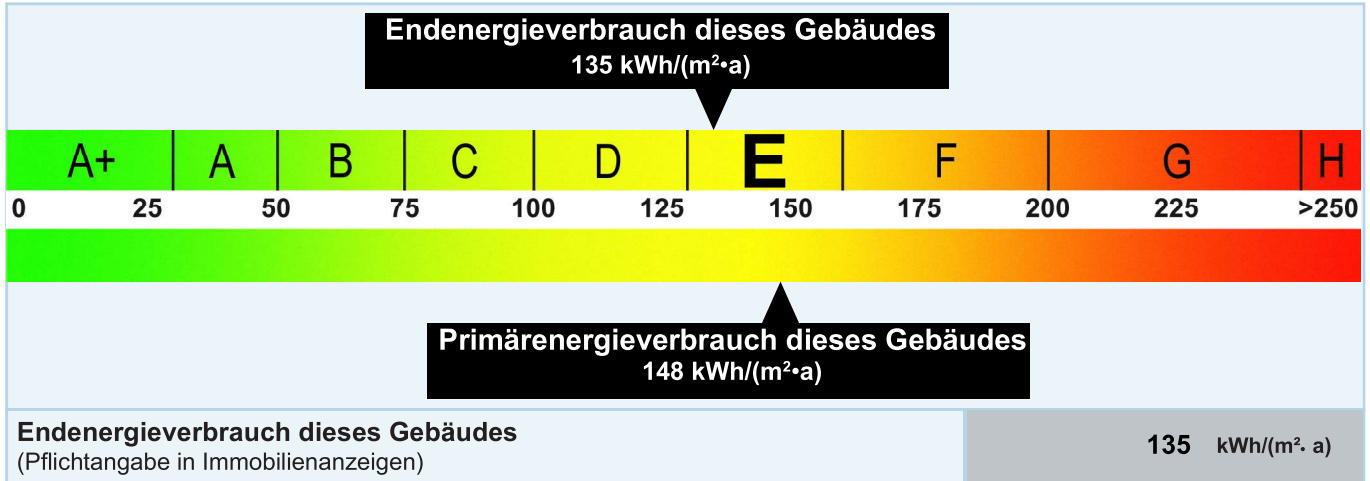 Endenergieverbrauch dieses Gebäudes
135 kWh/(m²•a)
A+ A B C D E F G H
0 25 50 75 100 125 150 175 200 225 >250
Primärenergieverbrauch dieses Gebäudes
148 kWh/(m²•a)
Endenergieverbrauch dieses Gebäudes
(Pflichtangabe in Immobilienanzeigen)
135 kWh/(m²• a)